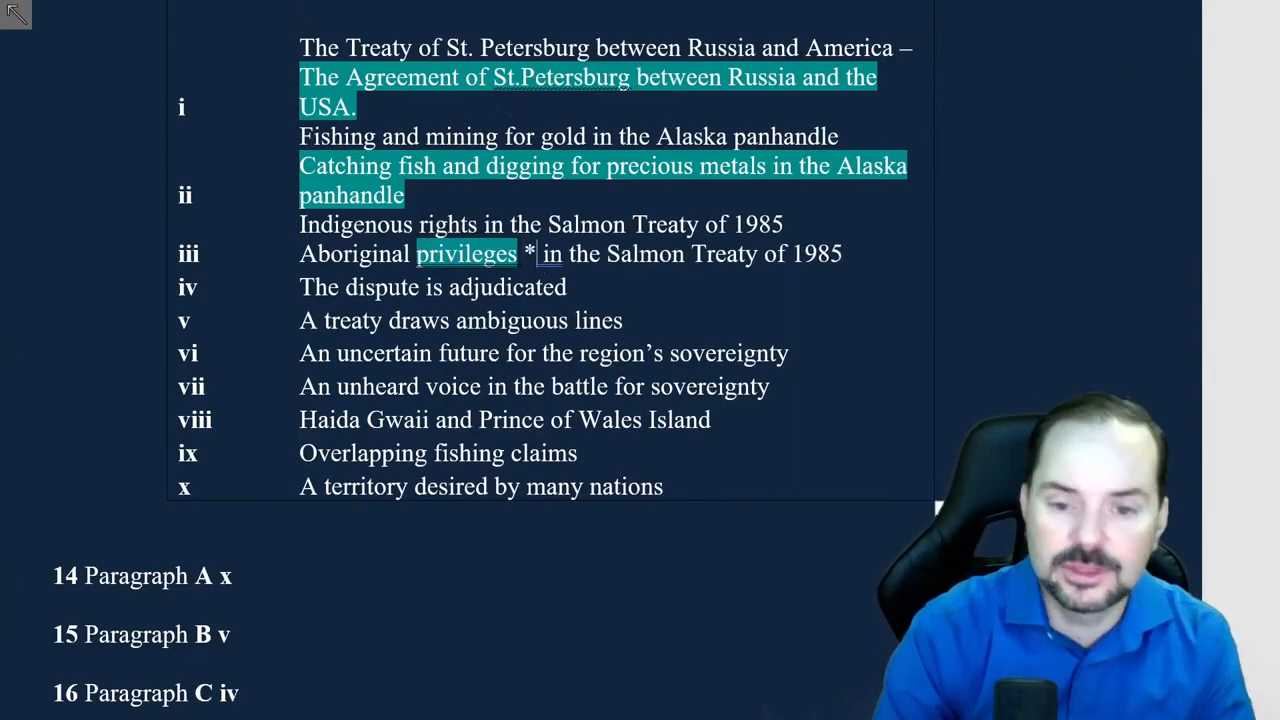 The Treaty of St. Petersburg between Russia and America –
The Agreement of St.Petersburg between Russia and the
i USA.
Fishing and mining for gold in the Alaska panhandle
Catching fish and digging for precious metals in the Alaska
ii panhandle
Indigenous rights in the Salmon Treaty of 1985
iii Aboriginal privileges * in the Salmon Treaty of 1985
iv The dispute is adjudicated
v A treaty draws ambiguous lines
vi An uncertain future for the region’s sovereignty
vii An unheard voice in the battle for sovereignty
viii Haida Gwaii and Prince of Wales Island
ix Overlapping fishing claims
x A territory desired by many nations
14 Paragraph A x
15 Paragraph B v
16 Paragraph C iv